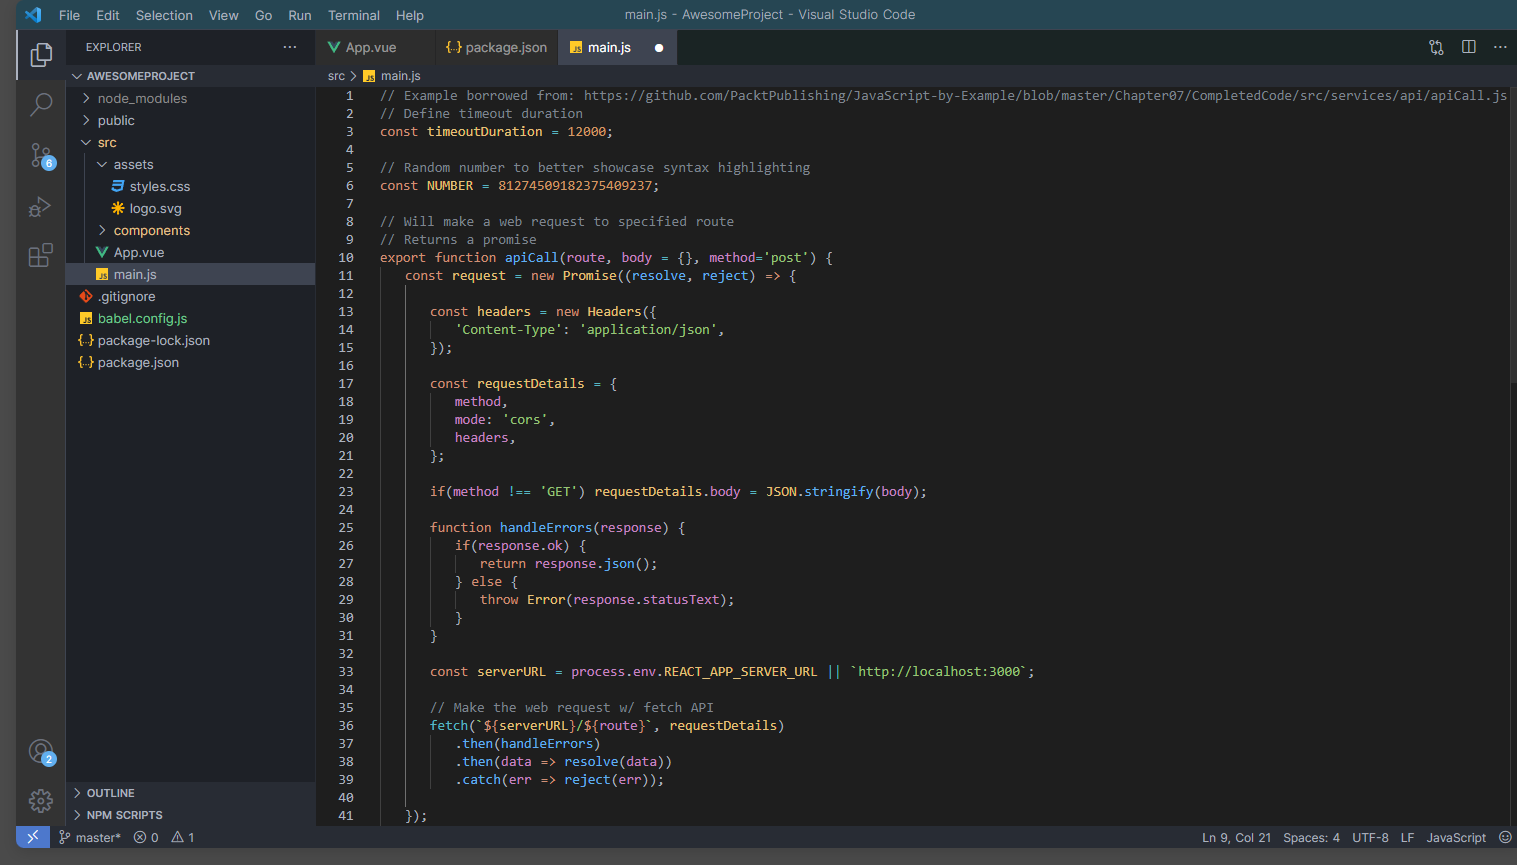 File Edit Selection View Go Run Terminal Help
main.js - AwesomeProject - Visual Studio Code
EXPLORER
AWESOMEPROJECT
node_modules
public
src
assets
styles.css
logo.svg
components
App.vue
main.js
.gitignore
babel.config.js
package-lock.json
package.json
OUTLINE
NPM SCRIPTS
6
2
App.vue
package.json
main.js
src > main.js
1 // Example borrowed from: https://github.com/PacktPublishing/JavaScript-by-Example/blob/master/Chapter07/CompletedCode/src/services/api/apiCall.js
2 // Define timeout duration
3 const timeoutDuration = 12000;
4
5 // Random number to better showcase syntax highlighting
6 const NUMBER = 81274509182375409237;
7
8 // Will make a web request to specified route
9 // Returns a promise
10 export function apiCall(route, body = {}, method='post') {
11 const request = new Promise((resolve, reject) => {
12
13 const headers = new Headers({
14 'Content-Type': 'application/json',
15 });
16
17 const requestDetails = {
18 method,
19 mode: 'cors',
20 headers,
21 };
22
23 if(method !== 'GET') requestDetails.body = JSON.stringify(body);
24
25 function handleErrors(response) {
26 if(response.ok) {
27 return response.json();
28 } else {
29 throw Error(response.statusText);
30 }
31 }
32
33 const serverURL = process.env.REACT_APP_SERVER_URL || `http://localhost:3000`;
34
35 // Make the web request w/ fetch API
36 fetch(`${serverURL}/${route}`, requestDetails)
37 .then(handleErrors)
38 .then(data => resolve(data))
39 .catch(err => reject(err));
40
41 });
master* 0 1
Ln 9, Col 21 Spaces: 4 UTF-8 LF JavaScript